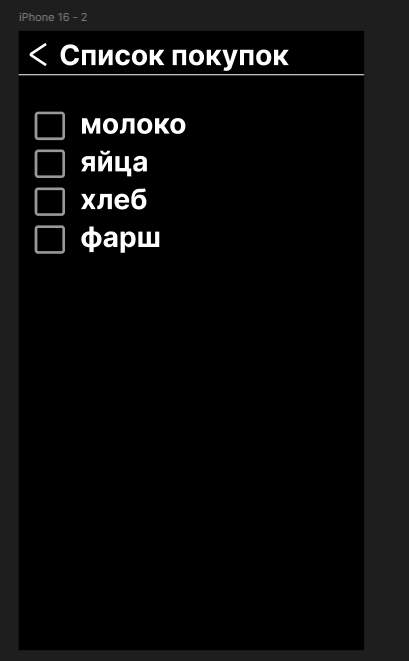 iPhone 16 - 2
Список покупок
молоко
яйца
хлеб
фарш